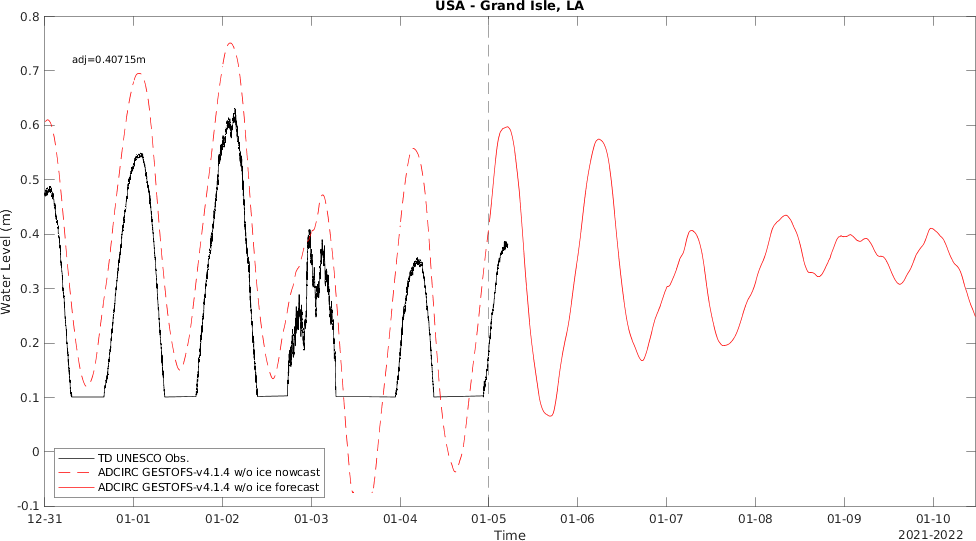 USA - Grand Isle, LA
adj=0.40715m
0.8
0.7
0.6
0.5
0.4
0.3
0.2
0.1
0
-0.1
Water Level (m)
TD UNESCO Obs.
ADCIRC GESTOFS-v4.1.4 w/o ice nowcast
ADCIRC GESTOFS-v4.1.4 w/o ice forecast
12-31 01-01 01-02 01-03 01-04 01-05 01-06 01-07 01-08 01-09 01-10
Time
2021-2022